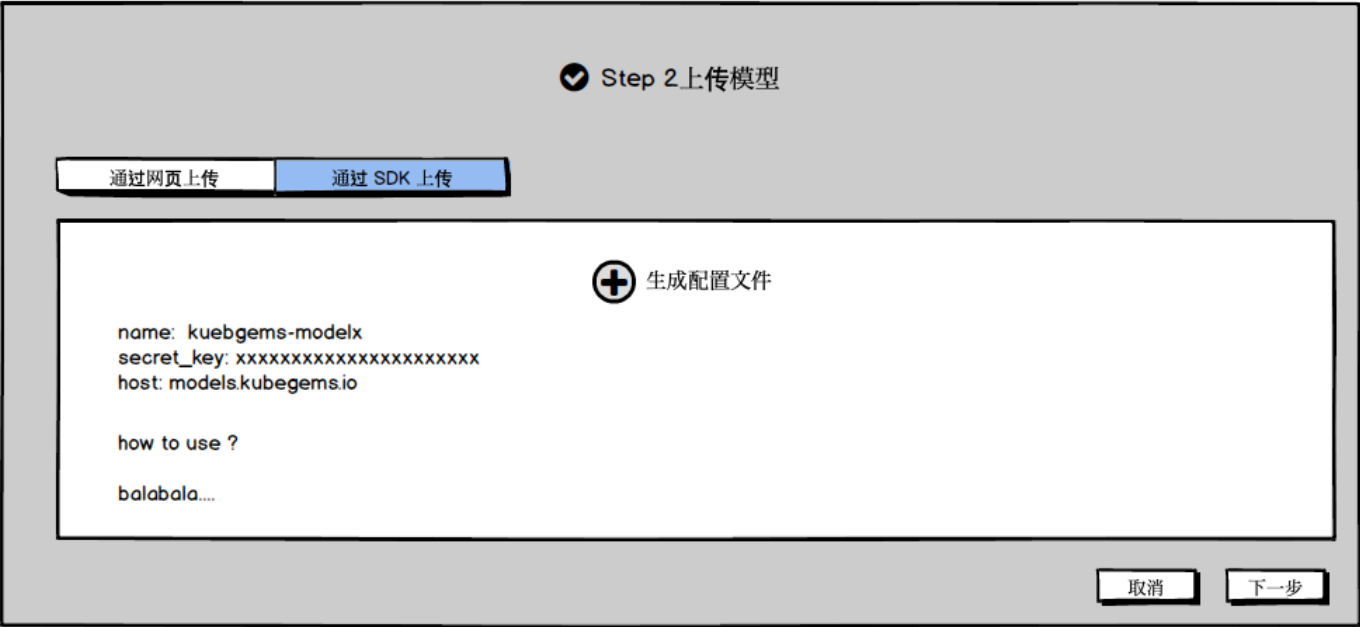 Step 2上传模型
通过网页上传
通过 SDK 上传
生成配置文件
name: kuebgems-modelx
secret_key: xxxxxxxxxxxxxxxxxxxxxx
host: models.kubegems.io
how to use ?
balabala....
取消
下一步